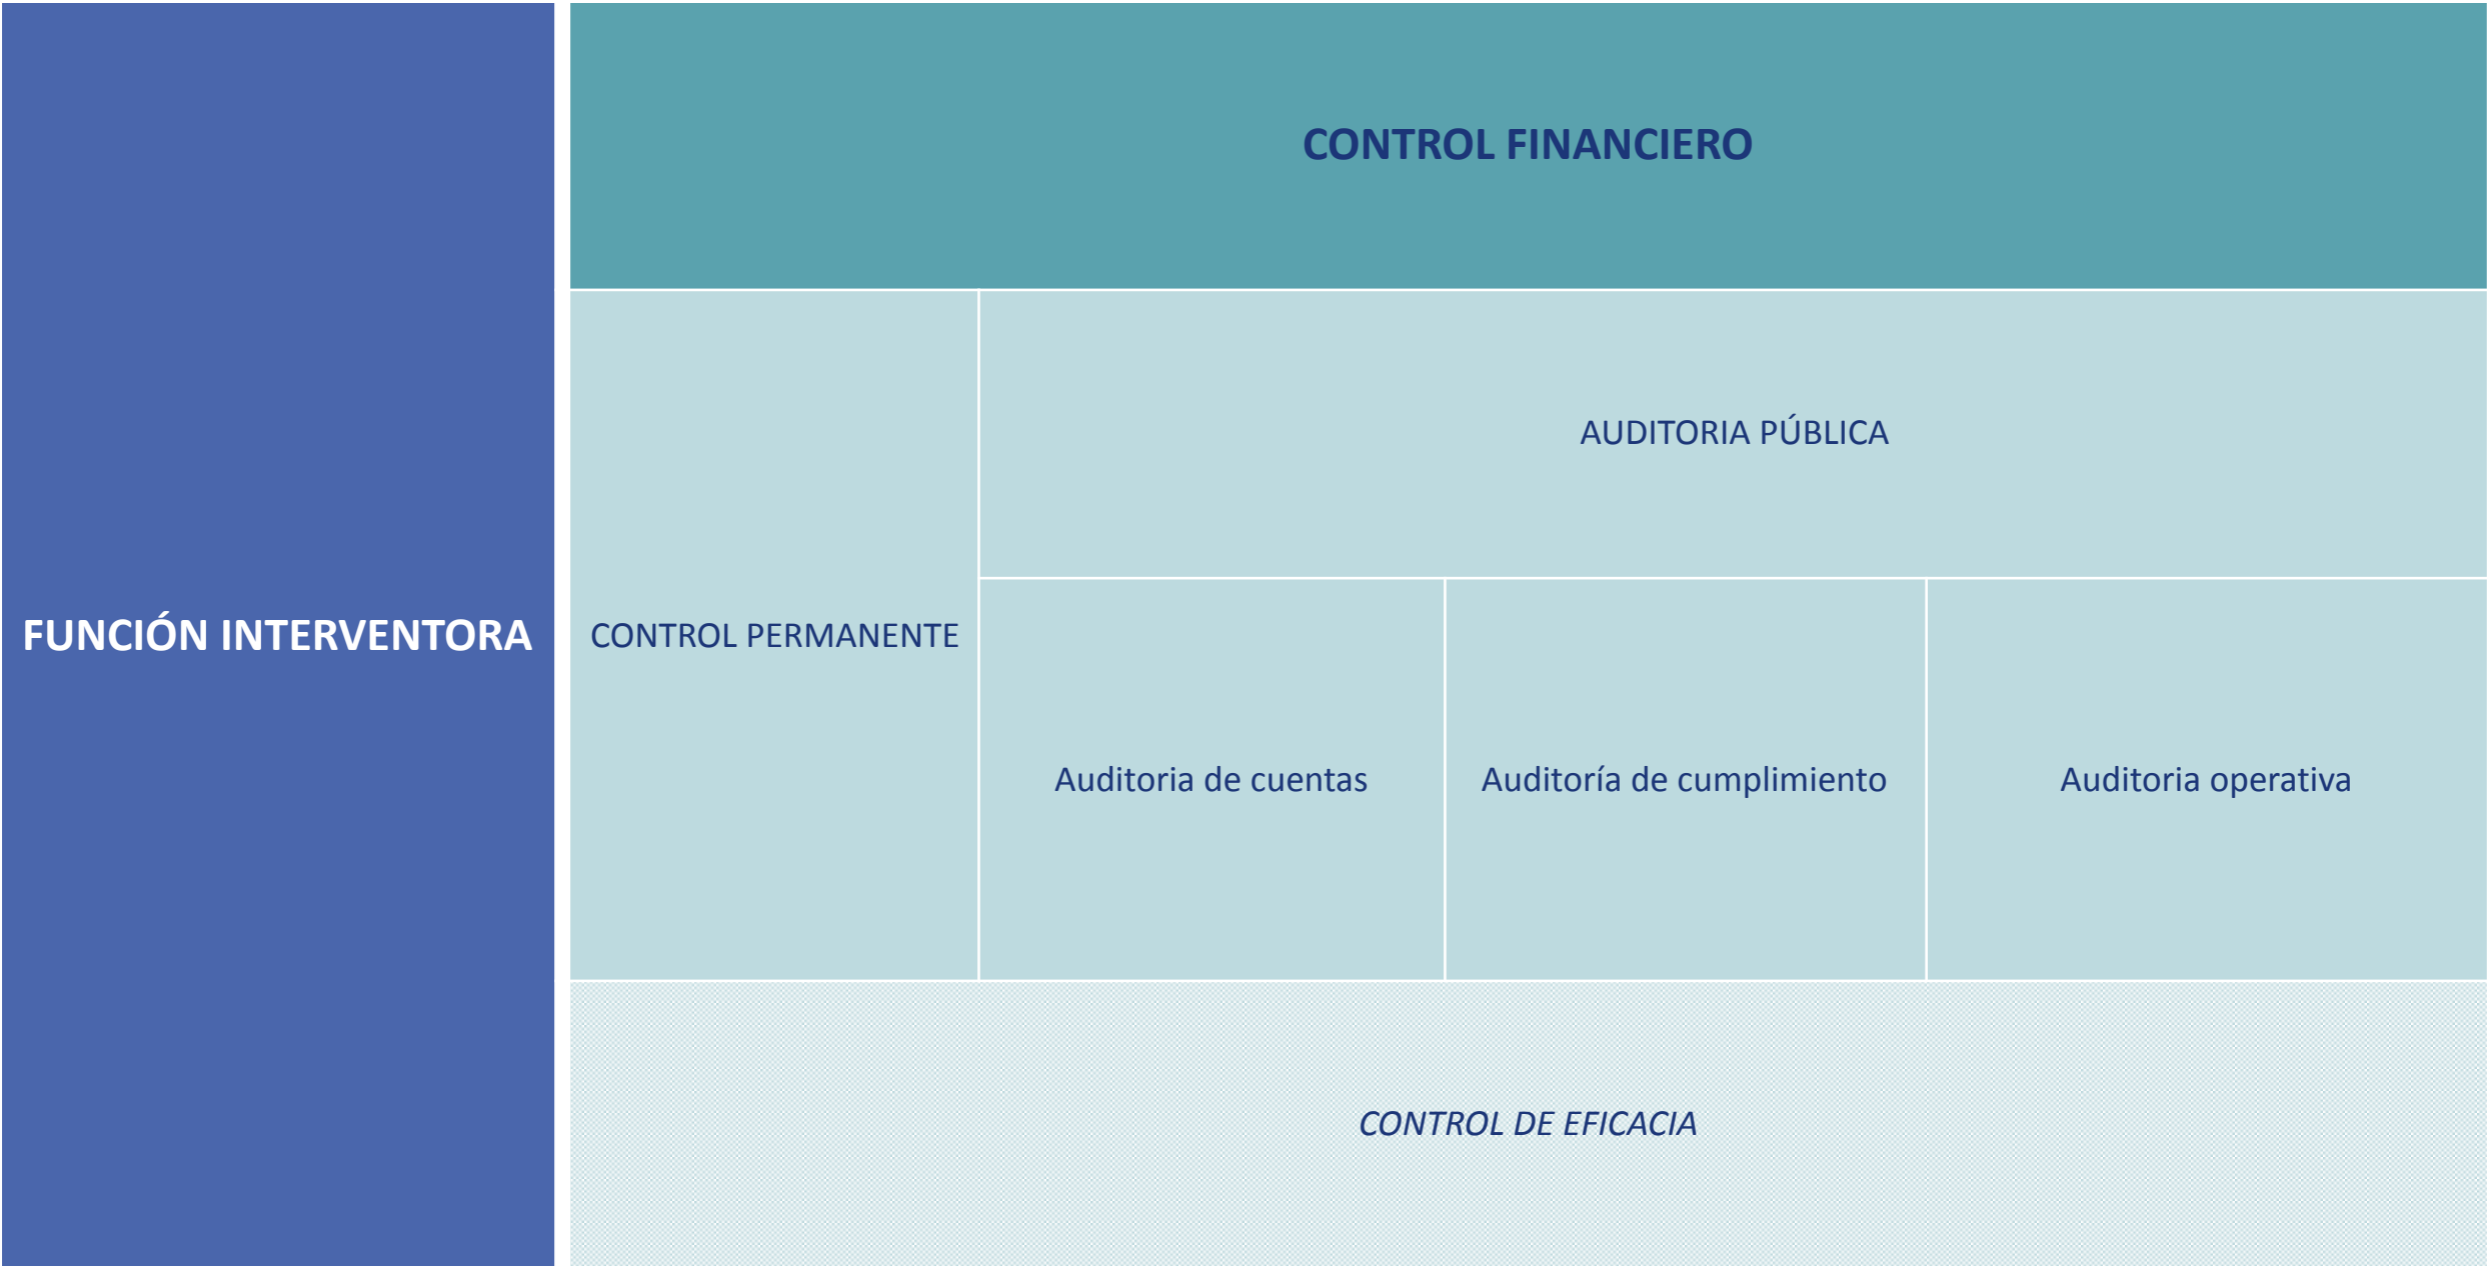 FUNCIÓN INTERVENTORA
CONTROL FINANCIERO
CONTROL PERMANENTE
AUDITORIA PÚBLICA
Auditoria de cuentas
Auditoría de cumplimiento
Auditoria operativa
CONTROL DE EFICACIA